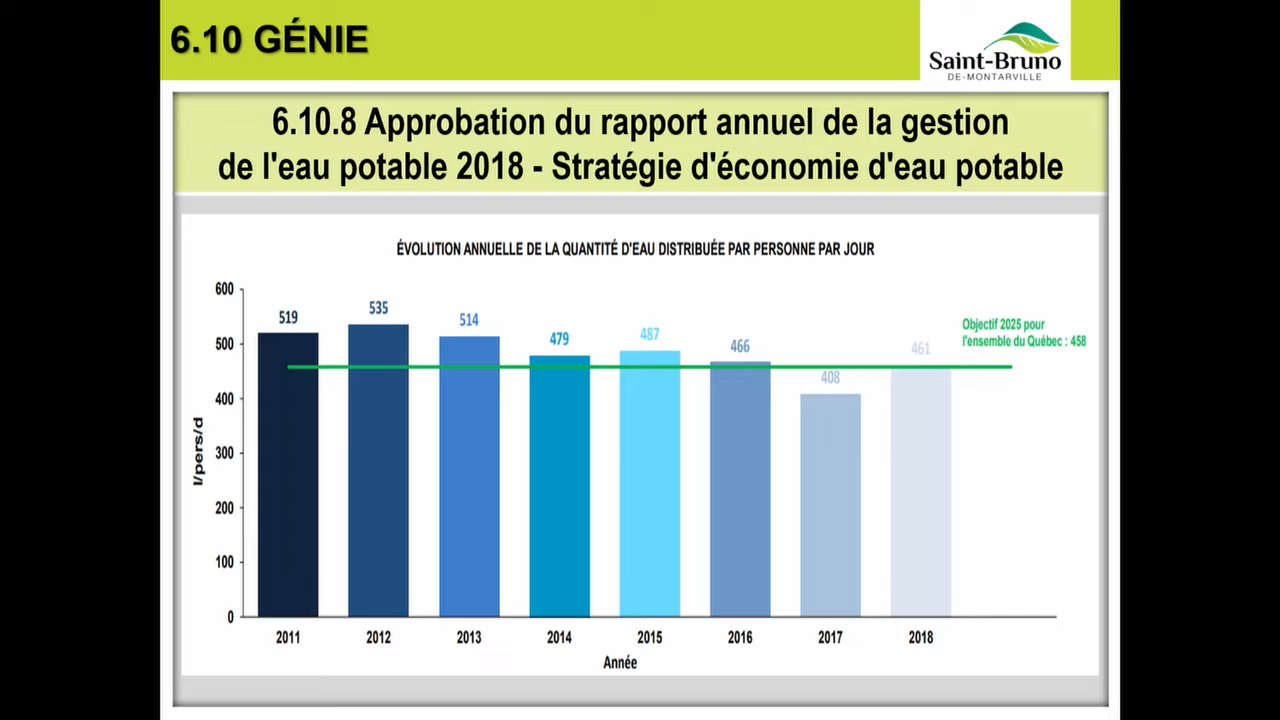 6.10 GÉNIE
Saint-Bruno
DE-MONTARVILLE
6.10.8 Approbation du rapport annuel de la gestion
de l'eau potable 2018 - Stratégie d'économie d'eau potable
ÉVOLUTION ANNUELLE DE LA QUANTITÉ D'EAU DISTRIBUÉE PAR PERSONNE PAR JOUR
600
500
400
300
200
100
0
l/pers/d
519
535
514
479
487
466
408
461
Objectif 2025 pour
l'ensemble du Québec : 458
2011 2012 2013 2014 2015 2016 2017 2018
Année